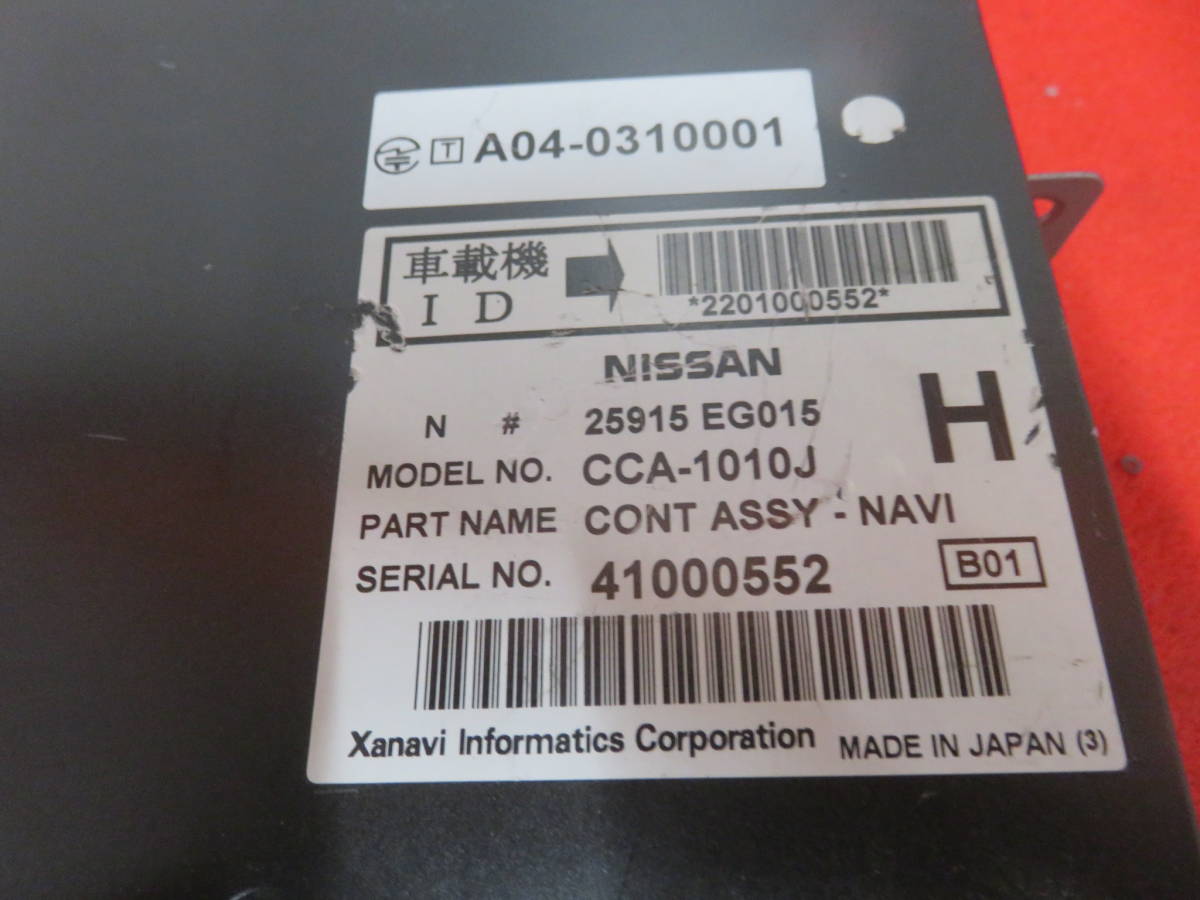 T A04-0310001
車載機
ID
*2201000552*
NISSAN
N # 25915 EG015
H
MODEL NO. CCA-1010J
PART NAME CONT ASSY - NAVI
SERIAL NO. 41000552
B01
Xanavi Informatics Corporation MADE IN JAPAN (3)